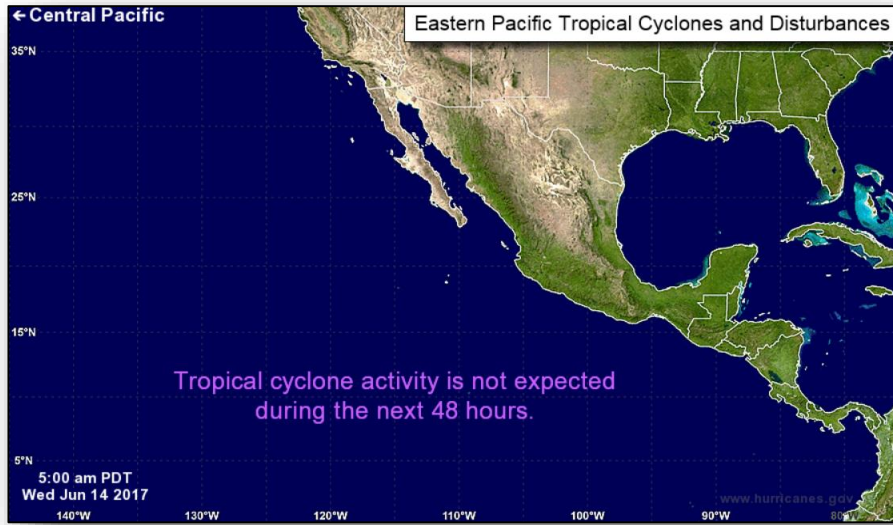 ←Central Pacific
Eastern Pacific Tropical Cyclones and Disturbances
35°N
25°N
15°N
Tropical cyclone activity is not expected
during the next 48 hours.
5°N
5:00 am PDT
Wed Jun 14 2017
www.hurricanes.gov
140°W 130°W 120°W 110°W 100°W 90°W 80°W